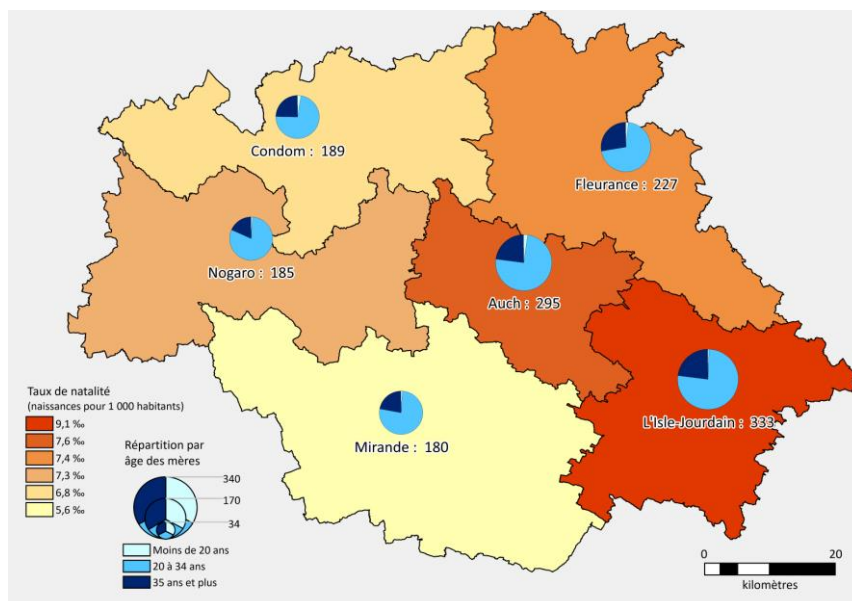 Condom : 189
Fleurance : 227
Nogaro : 185
Auch : 295
L'Isle-Jourdain : 333
Mirande : 180
Taux de natalité
(naissances pour 1 000 habitants)
9,1 ‰
7,6 ‰
7,4 ‰
7,3 ‰
6,8 ‰
5,6 ‰
Répartition par
âge des mères
340
170
34
Moins de 20 ans
20 à 34 ans
35 ans et plus
0 20
kilomètres